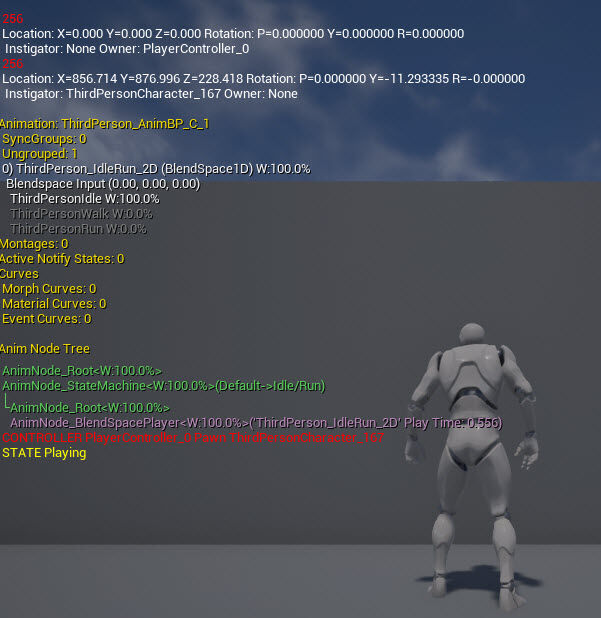 256
Location: X=0.000 Y=0.000 Z=0.000 Rotation: P=0.000000 Y=0.000000 R=0.000000
Instigator: None Owner: PlayerController_0
256
Location: X=856.714 Y=876.996 Z=228.418 Rotation: P=0.000000 Y=-11.293335 R=-0.000000
Instigator: ThirdPersonCharacter_167 Owner: None
Animation: ThirdPerson_AnimBP_C_1
SyncGroups: 0
Ungrouped: 1
0) ThirdPerson_IdleRun_2D (BlendSpace1D) W:100.0%
Blendspace Input (0.00, 0.00, 0.00)
ThirdPersonIdle W:100.0%
ThirdPersonWalk W:0.0%
ThirdPersonRun W:0.0%
Montages: 0
Active Notify States: 0
Curves
Morph Curves: 0
Material Curves: 0
Event Curves: 0
Anim Node Tree
AnimNode_Root<W:100.0%>
AnimNode_StateMachine<W:100.0%>(Default->Idle/Run)
AnimNode_Root<W:100.0%>
AnimNode_BlendSpacePlayer<W:100.0%>('ThirdPerson_IdleRun_2D' Play Time: 0.556)
CONTROLLER PlayerController_0 Pawn ThirdPersonCharacter_167
STATE Playing